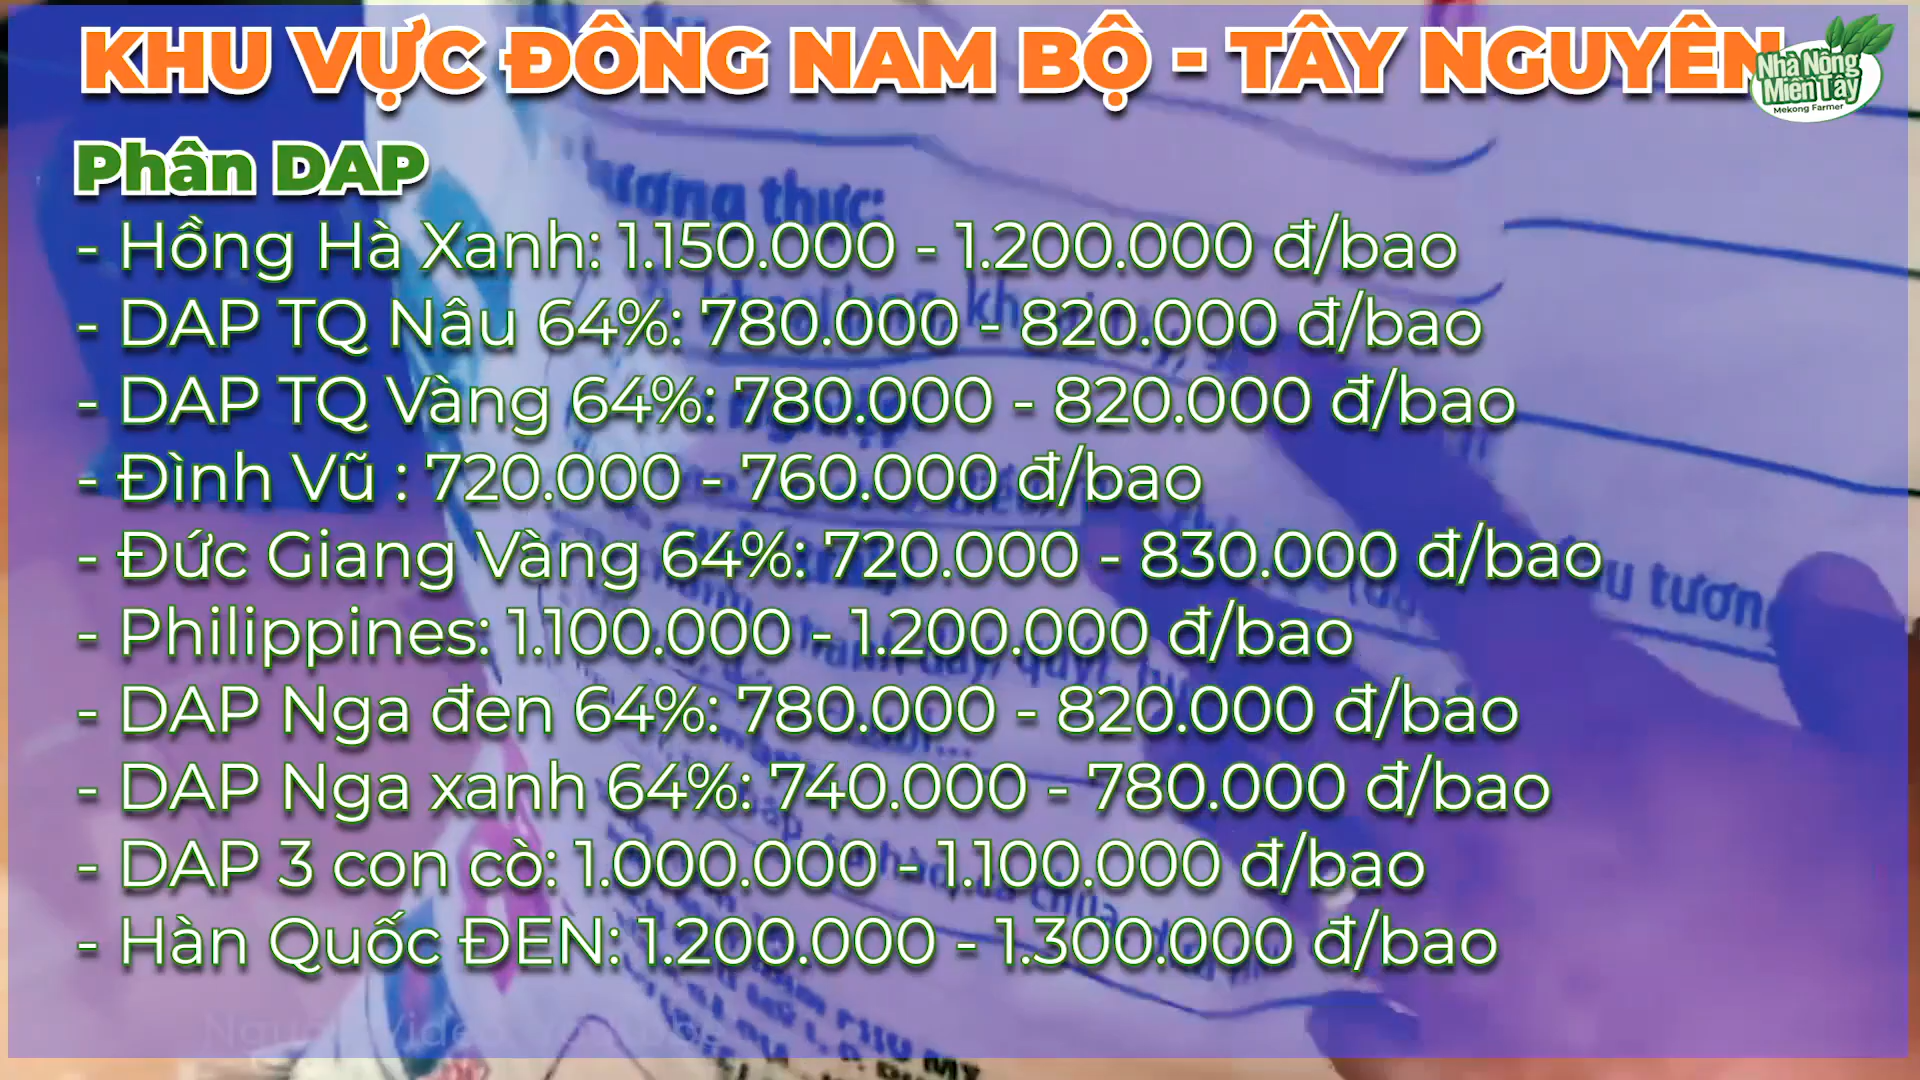 KHU VỰC ĐÔNG NAM BỘ - TÂY NGUYÊN
Nhà Nông
Miền Tây
Mekong Farmer
Phân DAP
- Hồng Hà Xanh: 1.150.000 - 1.200.000 đ/bao
- DAP TQ Nâu 64%: 780.000 - 820.000 đ/bao
- DAP TQ Vàng 64%: 780.000 - 820.000 đ/bao
- Đình Vũ : 720.000 - 760.000 đ/bao
- Đức Giang Vàng 64%: 720.000 - 830.000 đ/bao
- Philippines: 1.100.000 - 1.200.000 đ/bao
- DAP Nga đen 64%: 780.000 - 820.000 đ/bao
- DAP Nga xanh 64%: 740.000 - 780.000 đ/bao
- DAP 3 con cò: 1.000.000 - 1.100.000 đ/bao
- Hàn Quốc ĐEN: 1.200.000 - 1.300.000 đ/bao